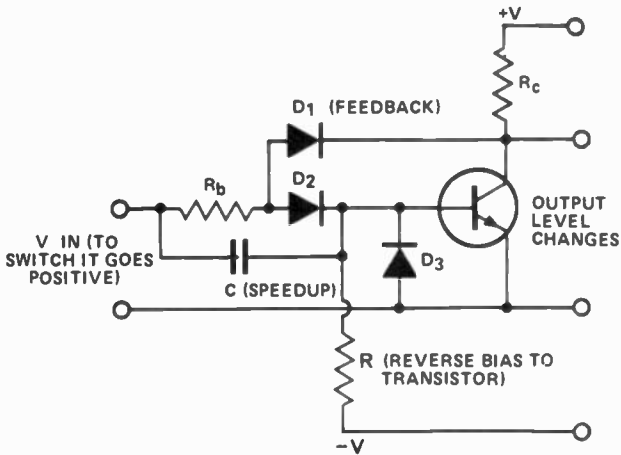 +V
Rc
D1 (FEEDBACK)
Rb
D2
V IN (TO
SWITCH IT GOES
POSITIVE)
C (SPEEDUP)
D3
OUTPUT
LEVEL
CHANGES
R (REVERSE BIAS TO
TRANSISTOR)
−V